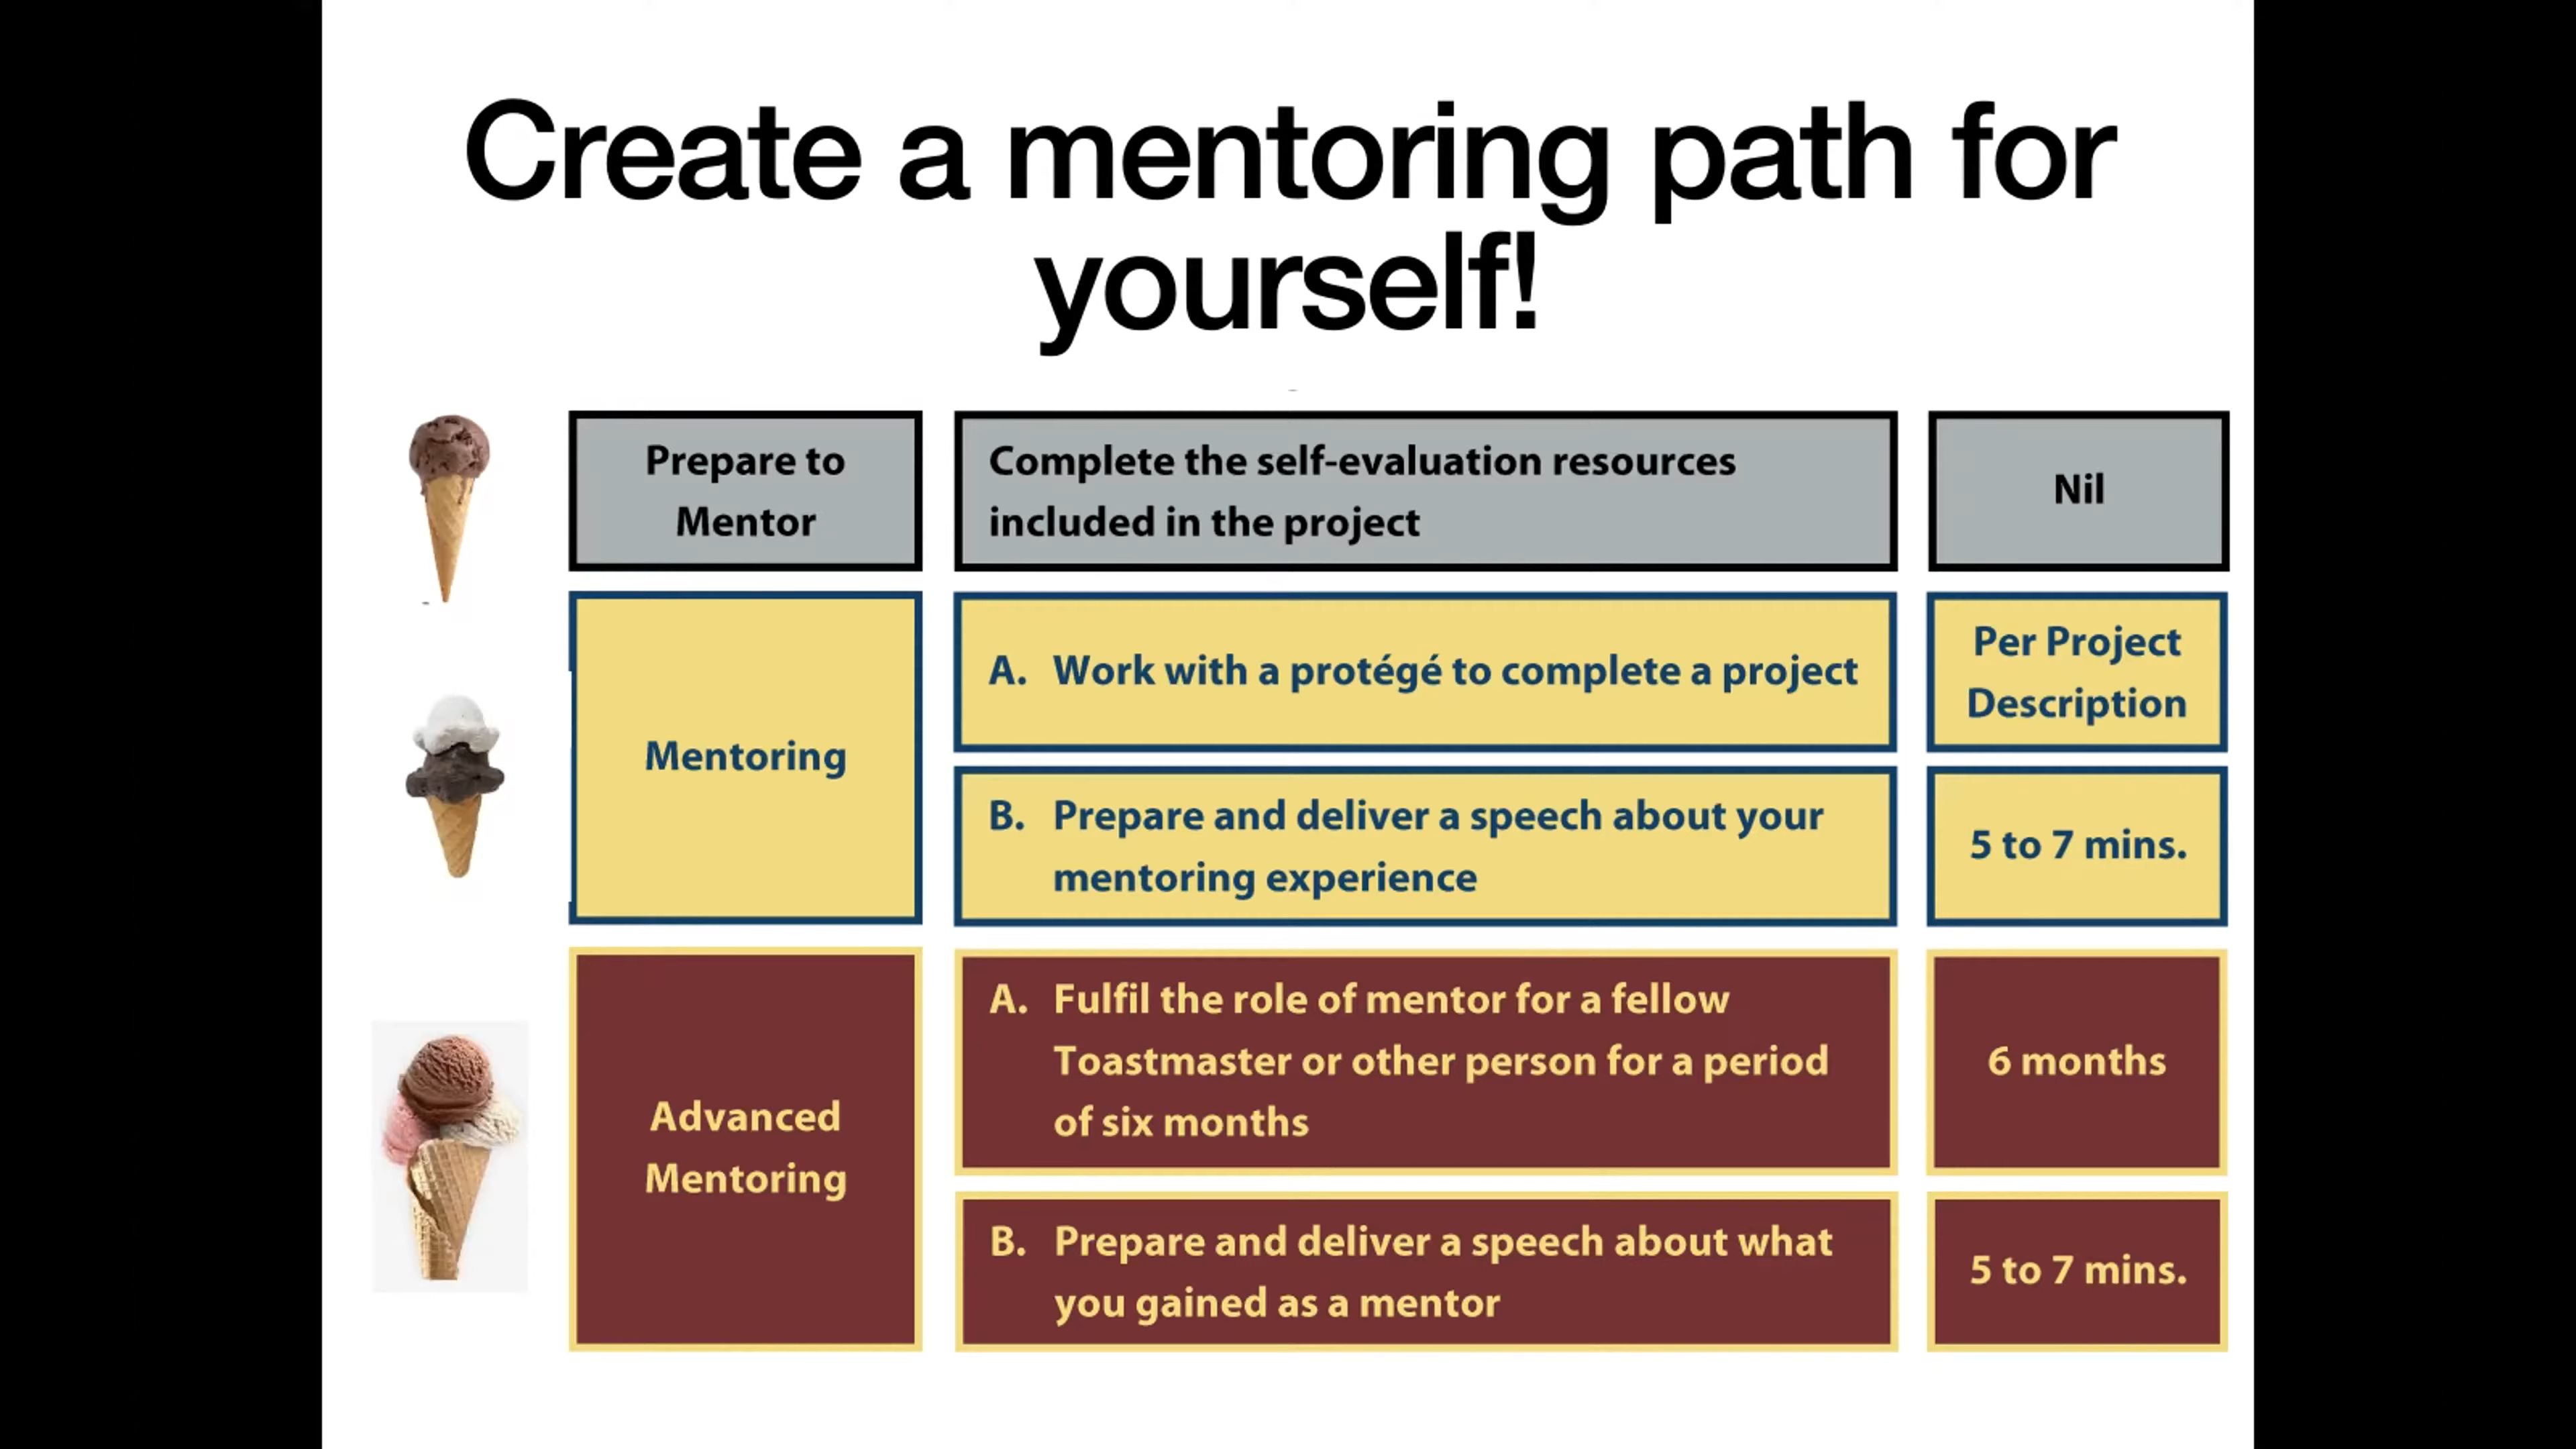 Create a mentoring path for
yourself!
Prepare to
Mentor
Complete the self-evaluation resources
included in the project
Nil
Mentoring
A. Work with a protégé to complete a project
Per Project
Description
B. Prepare and deliver a speech about your
mentoring experience
5 to 7 mins.
Advanced
Mentoring
A. Fulfil the role of mentor for a fellow
Toastmaster or other person for a period
of six months
6 months
B. Prepare and deliver a speech about what
you gained as a mentor
5 to 7 mins.